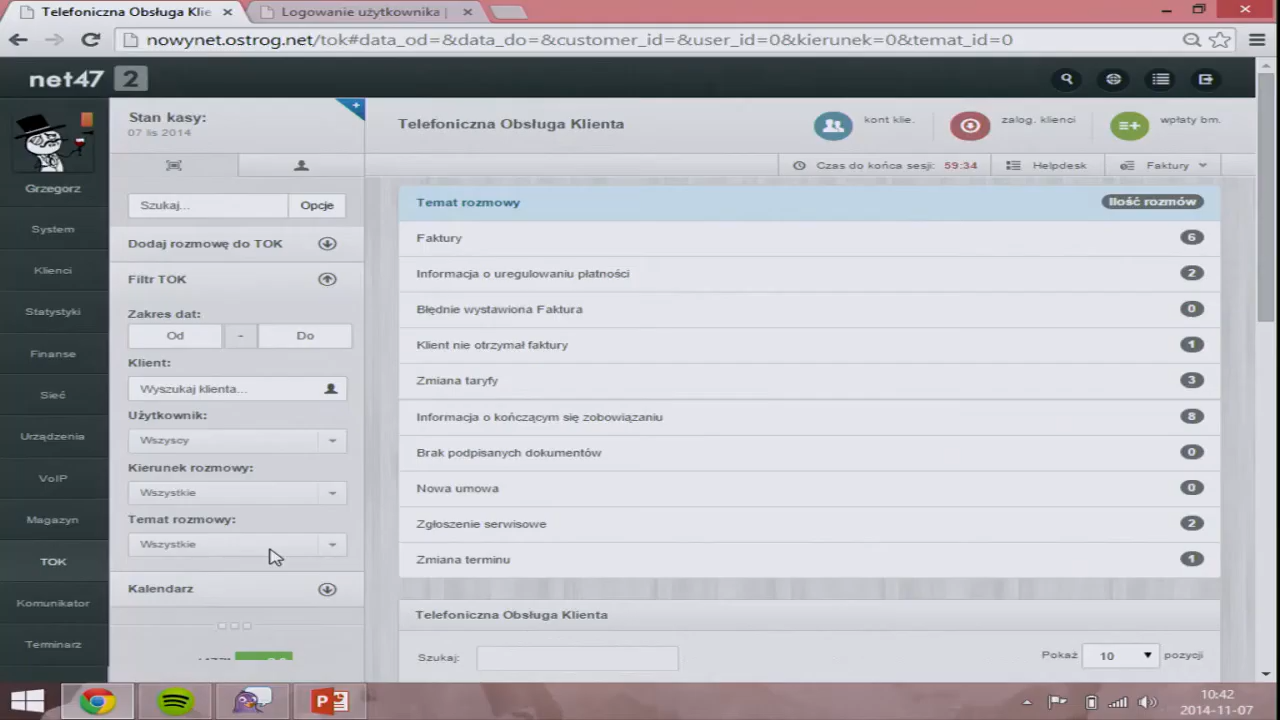 Telefoniczna Obsługa Klie
Logowanie użytkownika |
nowynet.ostrog.net/tok#data_od=&data_do=&customer_id=&user_id=0&kierunek=0&temat_id=0
net47 2
Grzegorz
System
Klienci
Statystyki
Finanse
Sieć
Urządzenia
VoIP
Magazyn
TOK
Komunikator
Terminarz
Stan kasy:
07 lis 2014
Szukaj... Opcje
Dodaj rozmowę do TOK
Filtr TOK
Zakres dat:
Od - Do
Klient:
Wyszukaj klienta...
Użytkownik:
Wszyscy
Kierunek rozmowy:
Wszystkie
Temat rozmowy:
Wszystkie
Kalendarz
Telefoniczna Obsługa Klienta
kont klie.
zalog. klienci
wpłaty bm.
Czas do końca sesji: 59:34
Helpdesk
Faktury
Temat rozmowy Ilość rozmów
Faktury 6
Informacja o uregulowaniu płatności 2
Błędnie wystawiona Faktura 0
Klient nie otrzymał faktury 1
Zmiana taryfy 3
Informacja o kończącym się zobowiązaniu 8
Brak podpisanych dokumentów 0
Nowa umowa 0
Zgłoszenie serwisowe 2
Zmiana terminu 1
Telefoniczna Obsługa Klienta
Szukaj: Pokaż 10 pozycji
10:42
2014-11-07